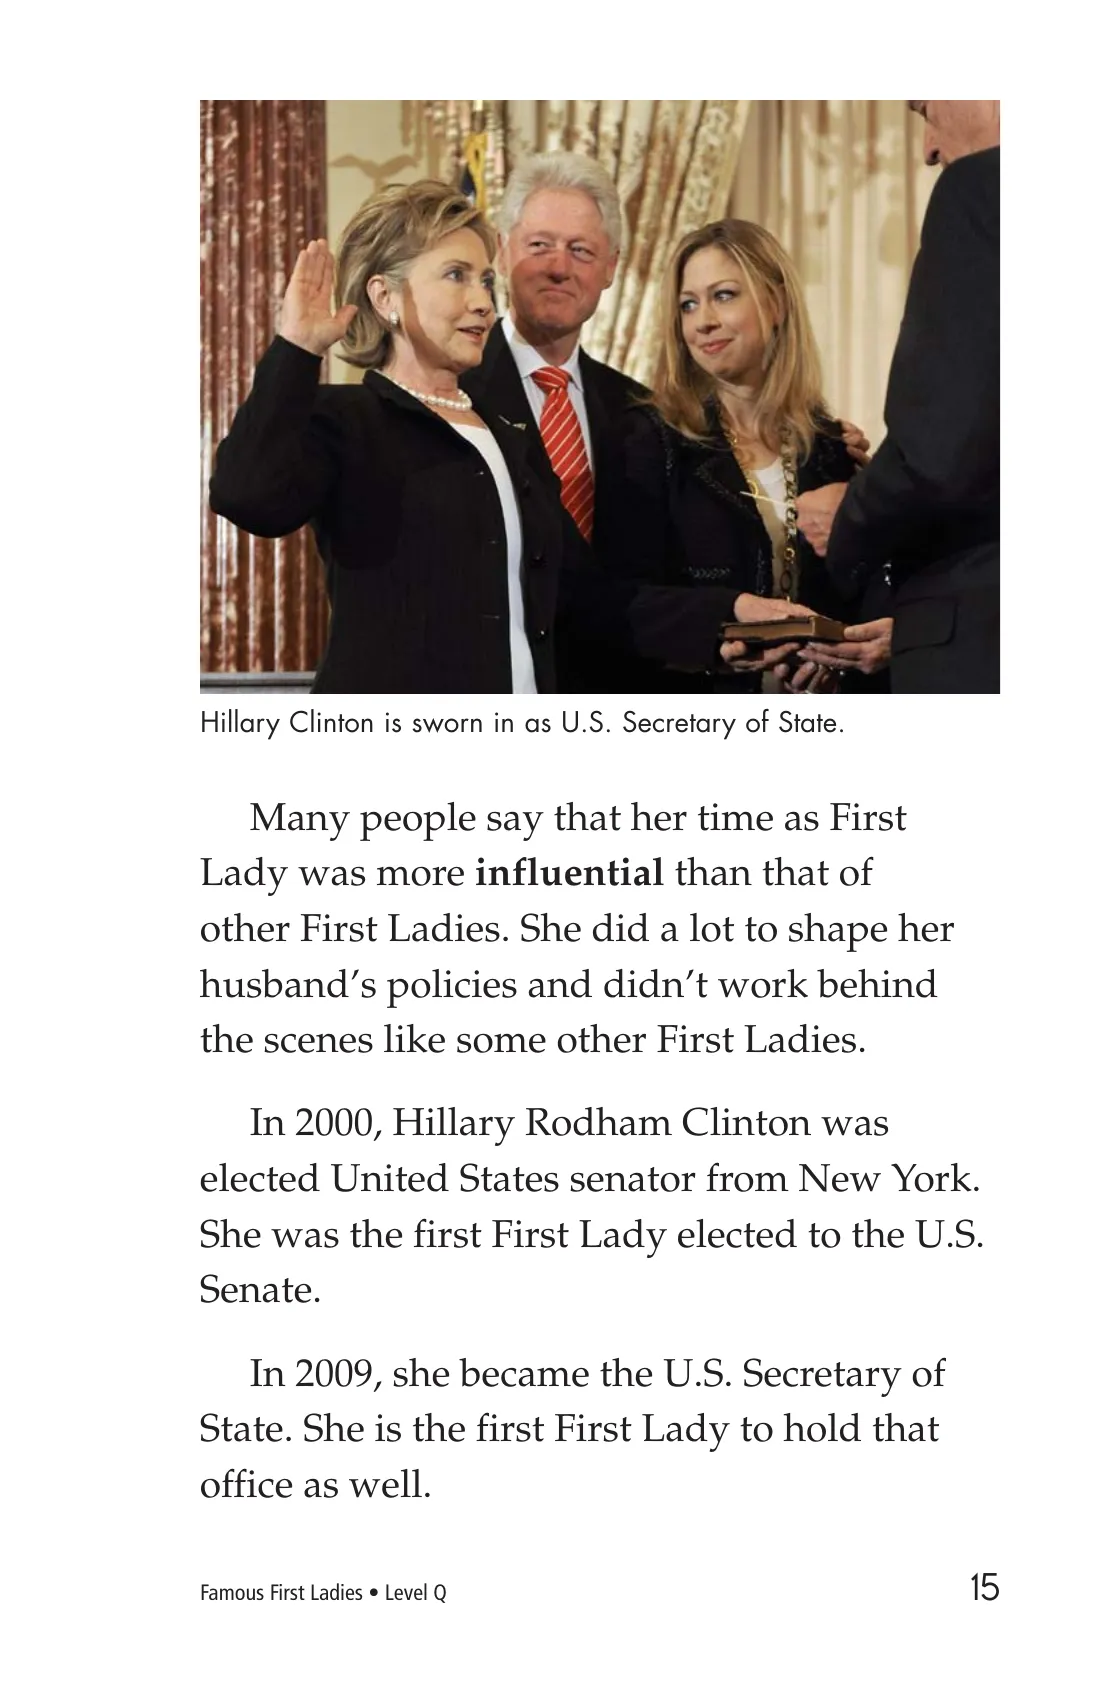 Hillary Clinton is sworn in as U.S. Secretary of State.
Many people say that her time as First
Lady was more influential than that of
other First Ladies. She did a lot to shape her
husband’s policies and didn’t work behind
the scenes like some other First Ladies.
In 2000, Hillary Rodham Clinton was
elected United States senator from New York.
She was the first First Lady elected to the U.S.
Senate.
In 2009, she became the U.S. Secretary of
State. She is the first First Lady to hold that
office as well.
Famous First Ladies • Level Q
15